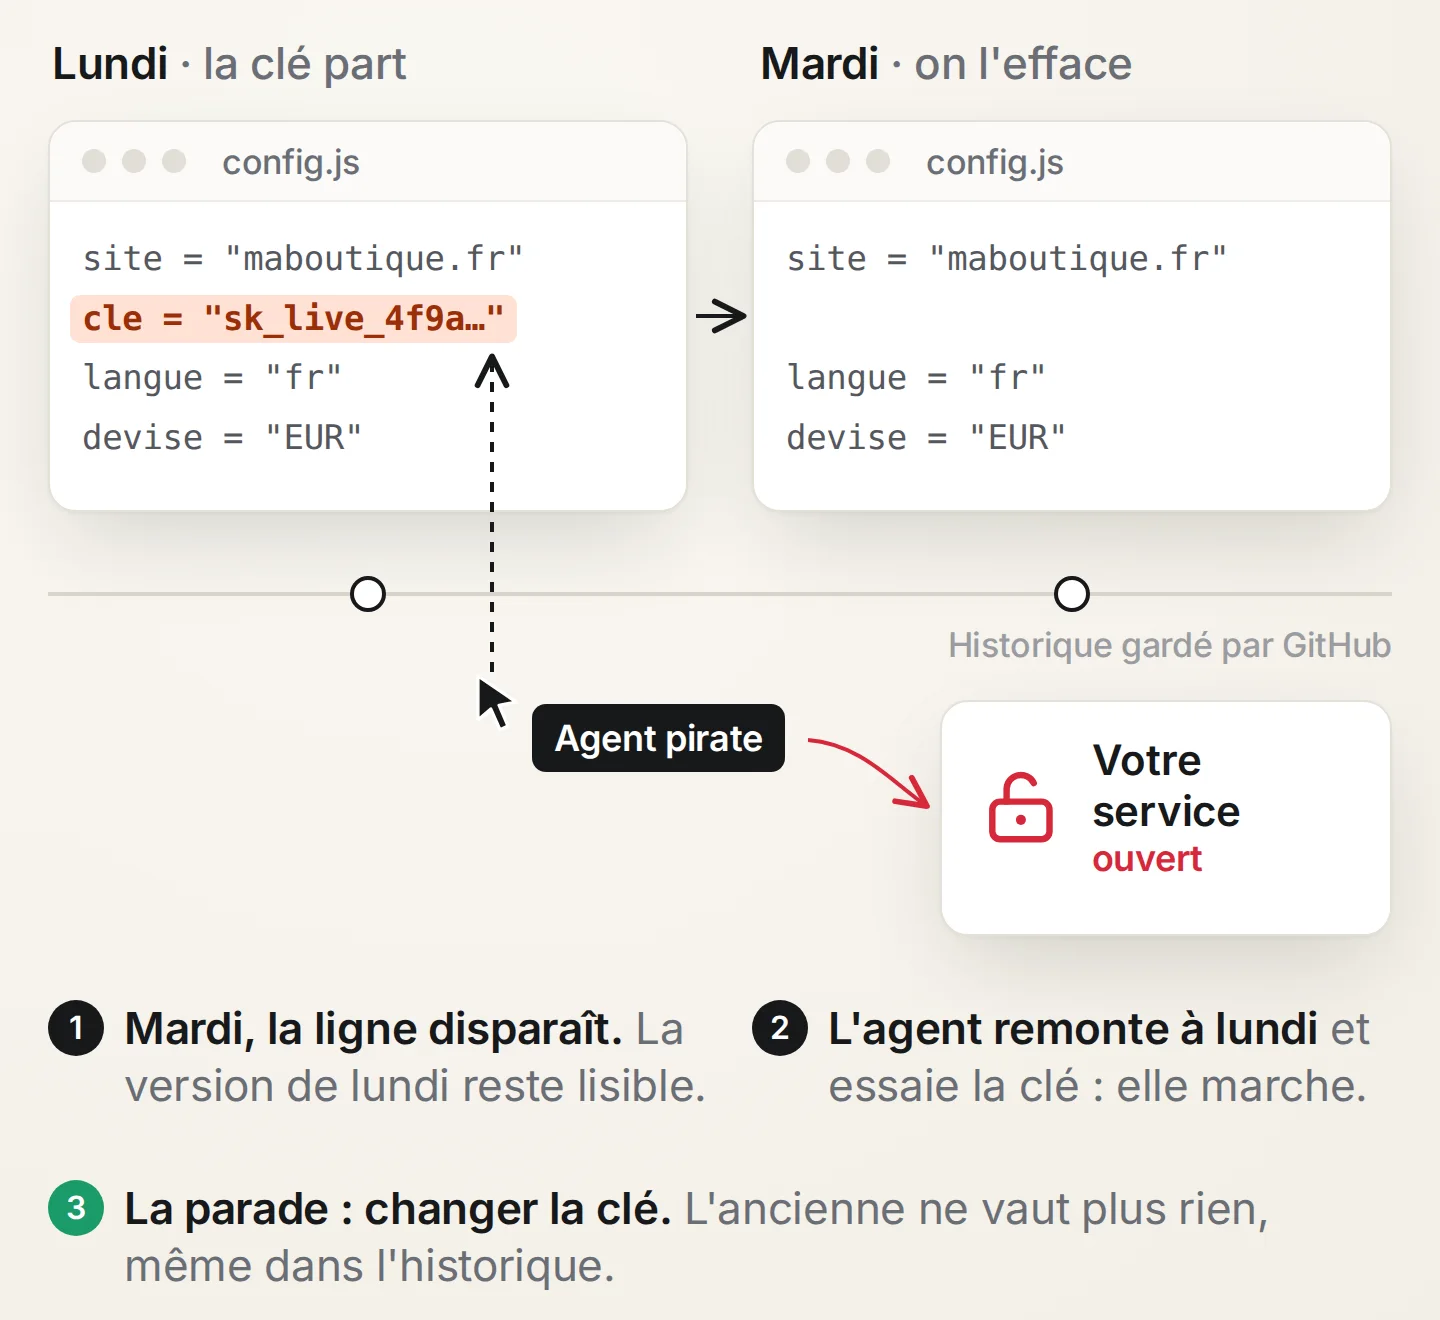 Lundi · la clé part
config.js
site = "maboutique.fr"
cle = "sk_live_4f9a…"
langue = "fr"
devise = "EUR"
Mardi · on l'efface
config.js
site = "maboutique.fr"
langue = "fr"
devise = "EUR"
Historique gardé par GitHub
Agent pirate
Votre
service
ouvert
1 Mardi, la ligne disparaît. La
version de lundi reste lisible.
2 L'agent remonte à lundi et
essaie la clé : elle marche.
3 La parade : changer la clé. L'ancienne ne vaut plus rien,
même dans l'historique.